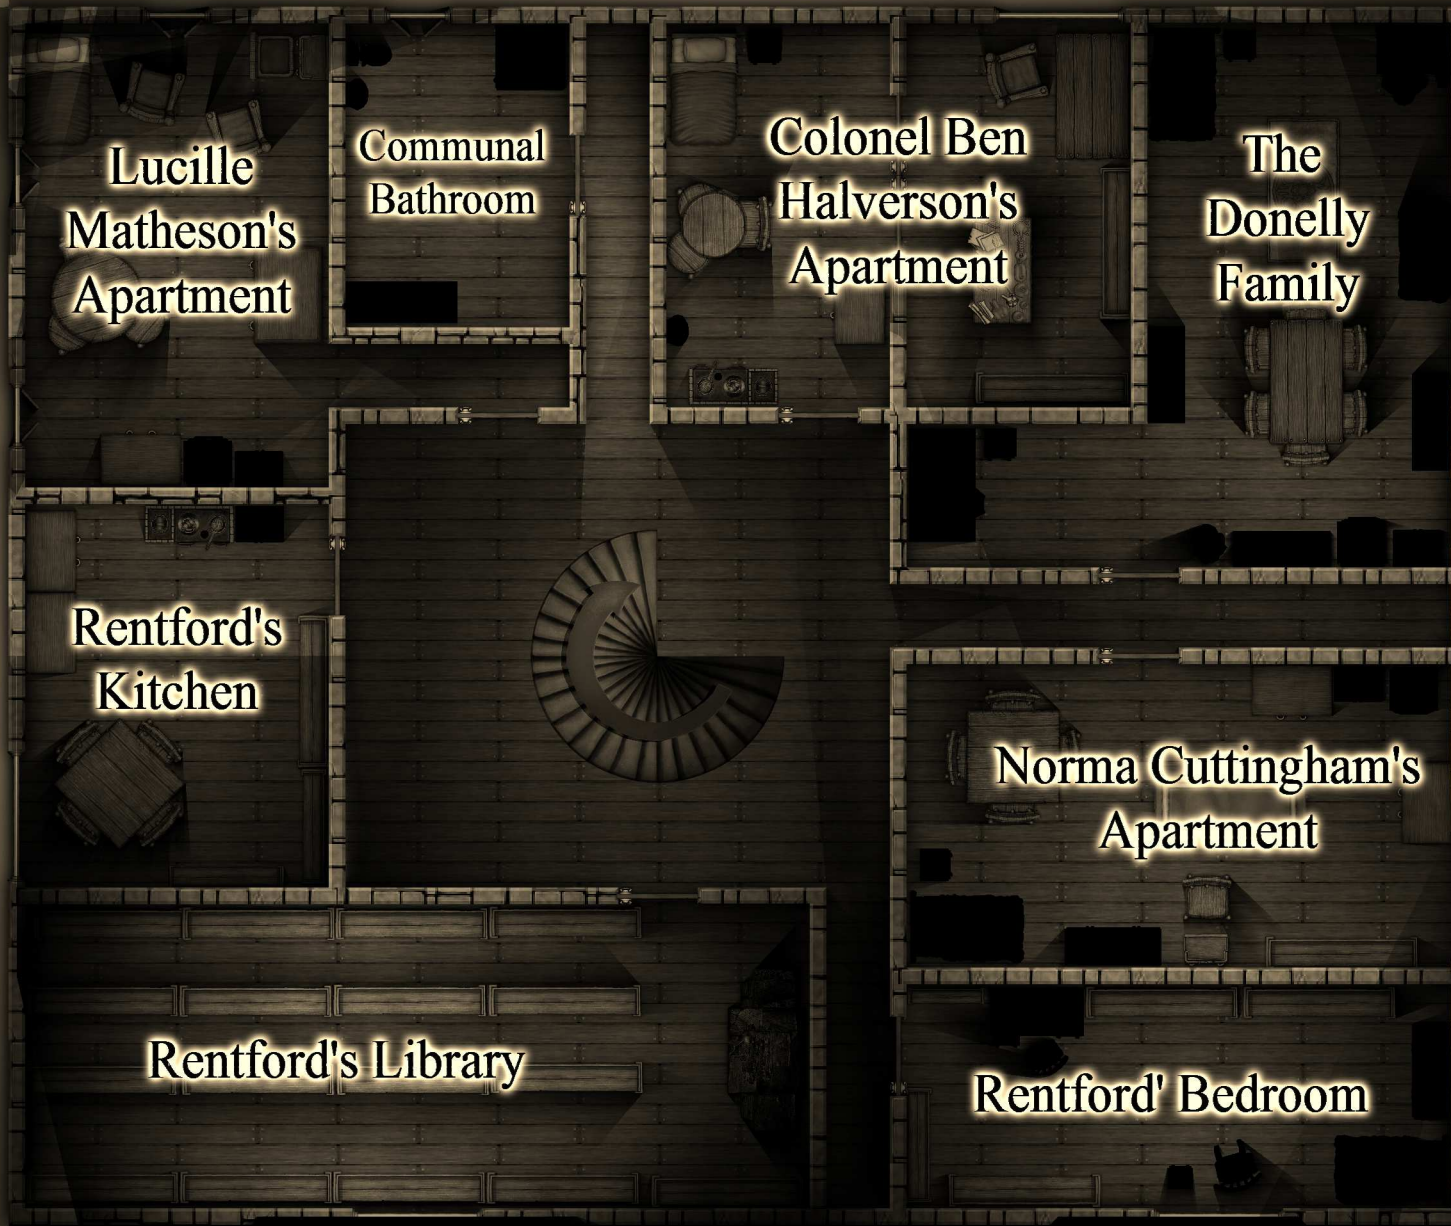 Lucille
Matheson's
Apartment
Communal
Bathroom
Colonel Ben
Halverson's
Apartment
The
Donelly
Family
Rentford's
Kitchen
Norma Cuttingham's
Apartment
Rentford's Library
Rentford' Bedroom